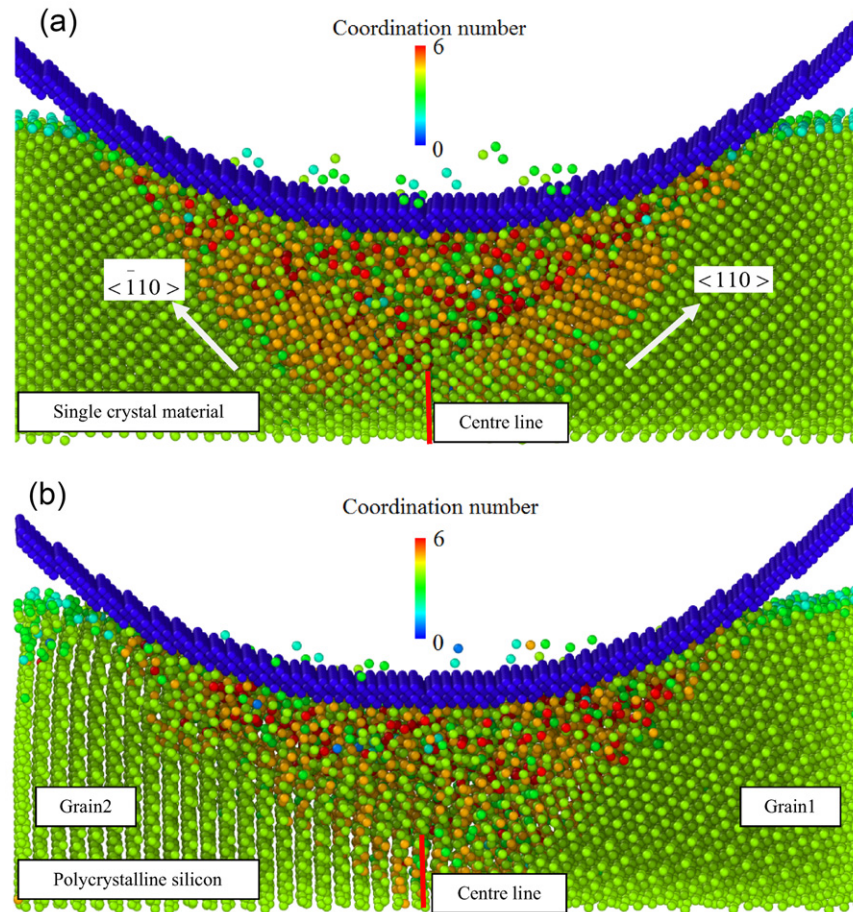 (a)
Coordination number
6
0
< 1̄10 >
< 110 >
Single crystal material
Centre line
(b)
Coordination number
6
0
Grain2
Grain1
Polycrystalline silicon
Centre line